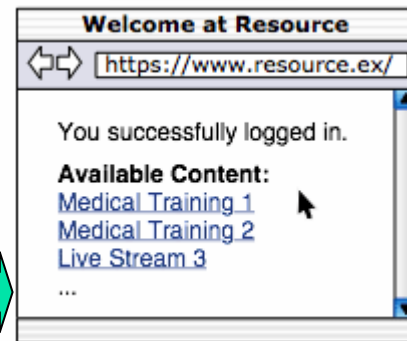 Welcome at Resource
https://www.resource.ex/
You successfully logged in.
Available Content:
Medical Training 1
Medical Training 2
Live Stream 3
...